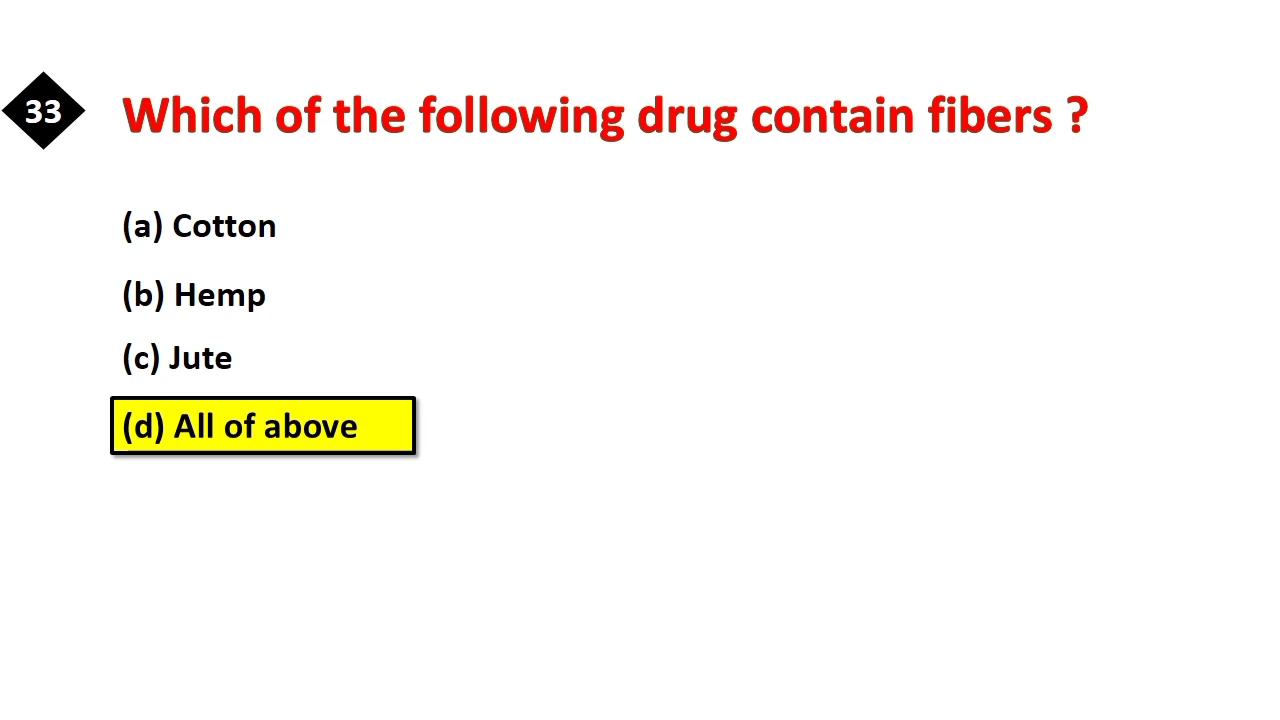 33
Which of the following drug contain fibers ?
(a) Cotton
(b) Hemp
(c) Jute
(d) All of above